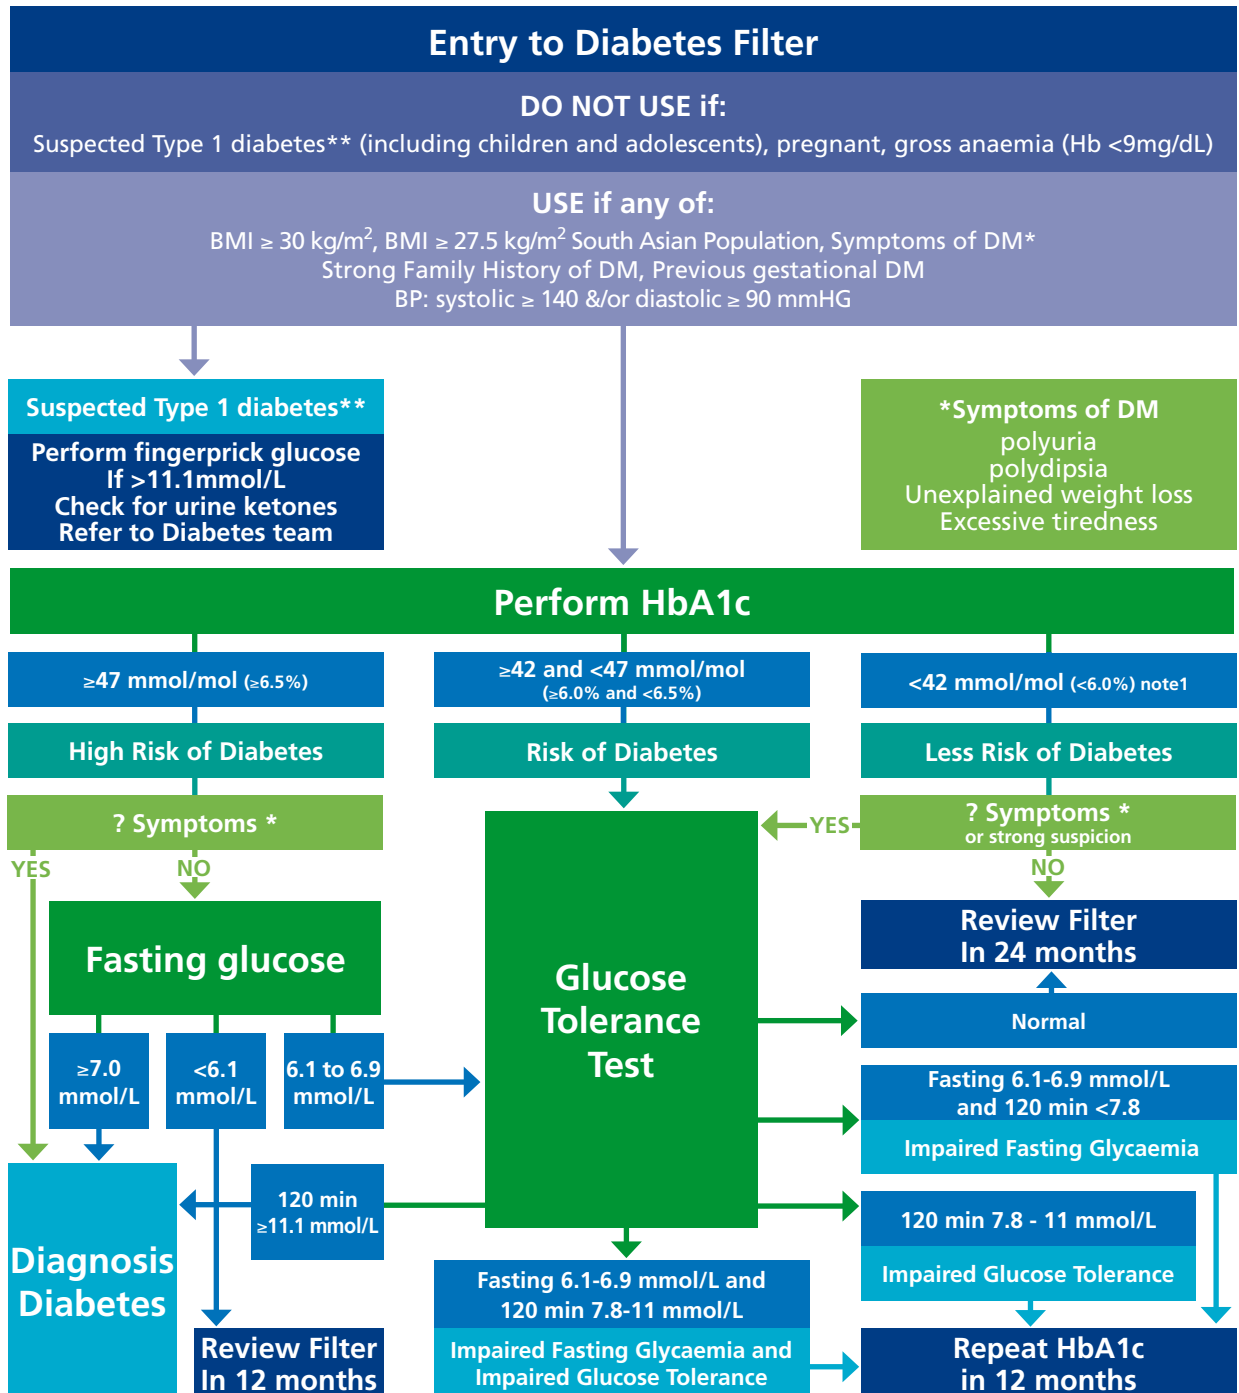 Entry to Diabetes Filter
DO NOT USE if:
Suspected Type 1 diabetes** (including children and adolescents), pregnant, gross anaemia (Hb <9mg/dL)
USE if any of:
BMI ≥ 30 kg/m², BMI ≥ 27.5 kg/m² South Asian Population, Symptoms of DM*
Strong Family History of DM, Previous gestational DM
BP: systolic ≥ 140 &/or diastolic ≥ 90 mmHG
Suspected Type 1 diabetes**
Perform fingerprick glucose
If >11.1mmol/L
Check for urine ketones
Refer to Diabetes team
*Symptoms of DM
polyuria
polydipsia
Unexplained weight loss
Excessive tiredness
Perform HbA1c
≥47 mmol/mol (≥6.5%)
High Risk of Diabetes
? Symptoms *
YES
NO
≥42 and <47 mmol/mol
(≥6.0% and <6.5%)
Risk of Diabetes
<42 mmol/mol (<6.0%) note1
Less Risk of Diabetes
? Symptoms *
or strong suspicion
YES
NO
Fasting glucose
≥7.0
mmol/L
<6.1
mmol/L
6.1 to 6.9
mmol/L
Glucose
Tolerance
Test
Review Filter
In 24 months
Normal
Fasting 6.1-6.9 mmol/L
and 120 min <7.8
Impaired Fasting Glycaemia
120 min
≥11.1 mmol/L
120 min 7.8 - 11 mmol/L
Impaired Glucose Tolerance
Diagnosis
Diabetes
Review Filter
In 12 months
Fasting 6.1-6.9 mmol/L and
120 min 7.8-11 mmol/L
Impaired Fasting Glycaemia and
Impaired Glucose Tolerance
Repeat HbA1c
in 12 months